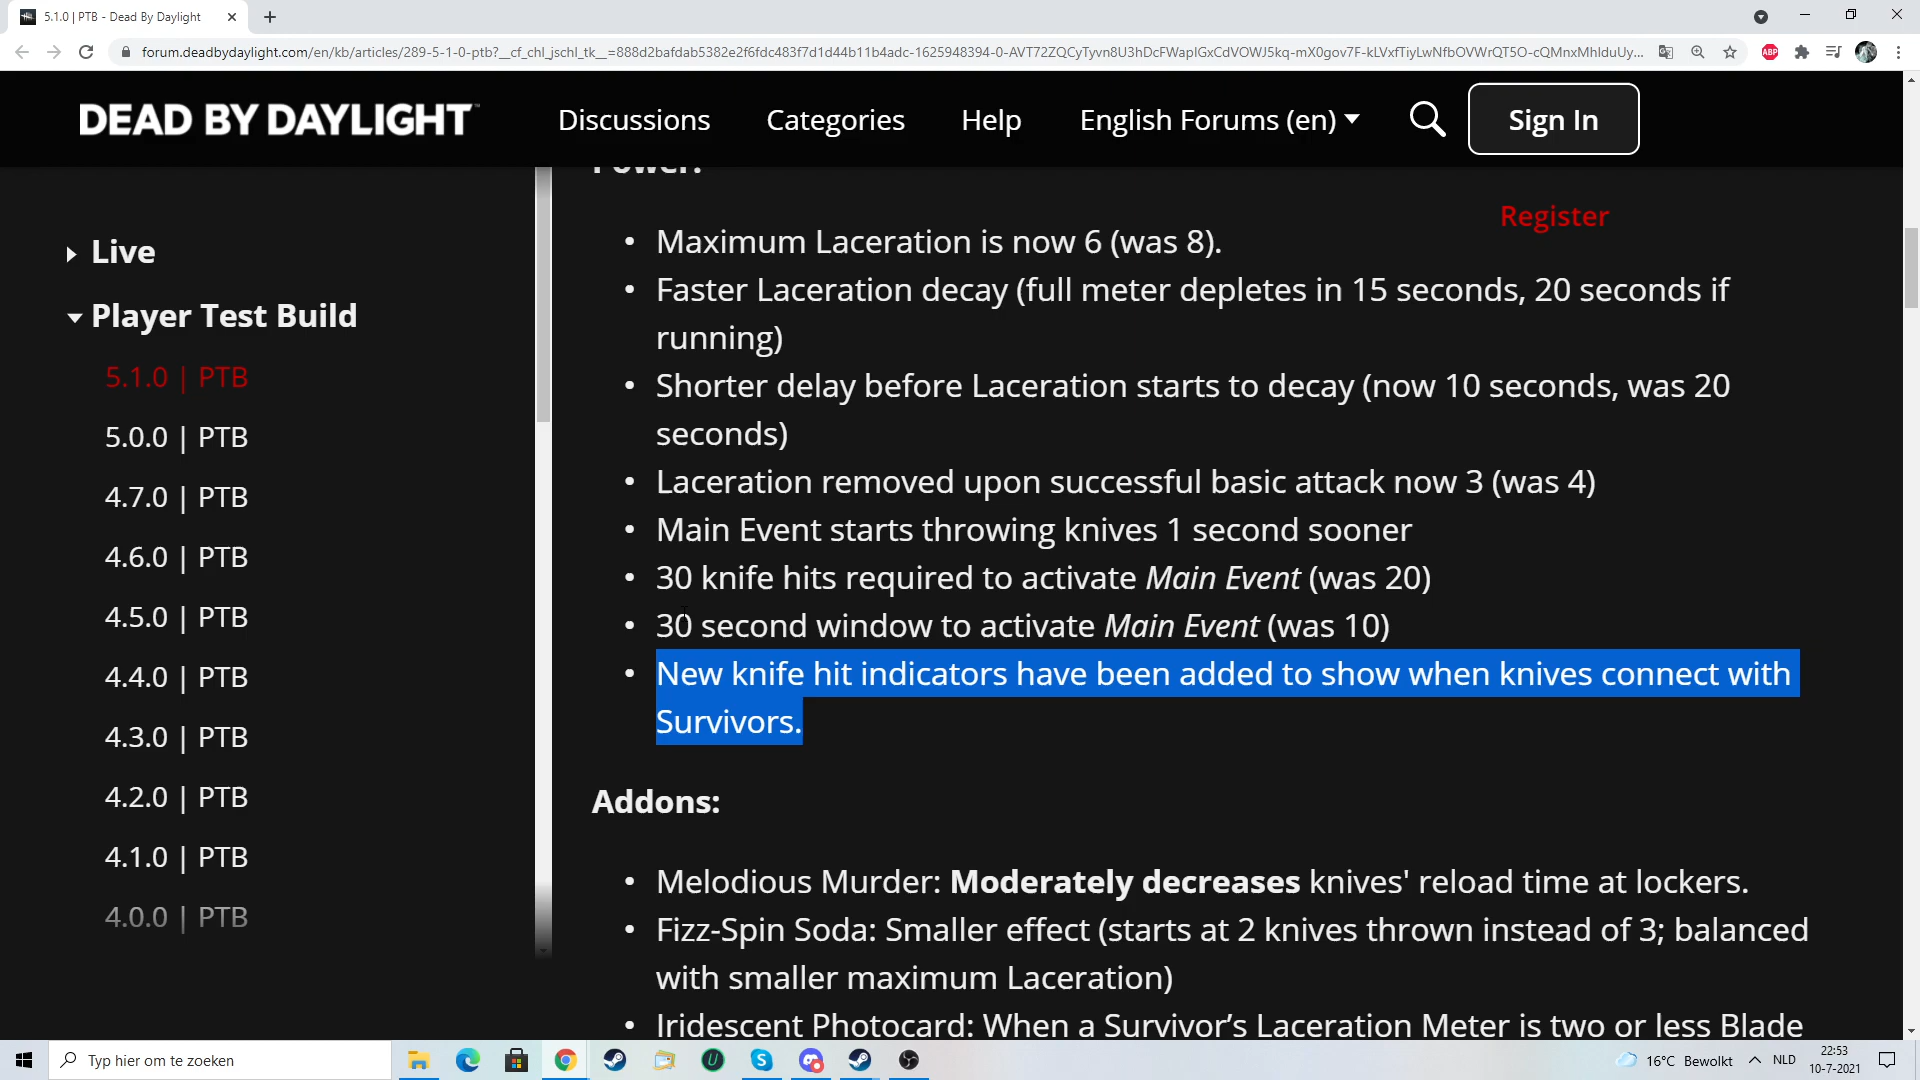 5.1.0 | PTB - Dead By Daylight
forum.deadbydaylight.com/en/kb/articles/289-5-1-0-ptb?__cf_chl_jschl_tk__=888d2bafdab5382e2f6fdc483f7d1d44b11b4adc-1625948394-0-AVT72ZQCyTyvn8U3hDcFWapIGxCdVOWJ5kq-mX0gov7F-kLVxfTiyLwNfbOVWrQT5O-cQMnxMhIduUy...
ABP
DEAD BY DAYLIGHT™
Discussions
Categories
Help
English Forums (en)
Sign In
Register
Live
Player Test Build
5.1.0 | PTB
5.0.0 | PTB
4.7.0 | PTB
4.6.0 | PTB
4.5.0 | PTB
4.4.0 | PTB
4.3.0 | PTB
4.2.0 | PTB
4.1.0 | PTB
4.0.0 | PTB
Power:
• Maximum Laceration is now 6 (was 8).
• Faster Laceration decay (full meter depletes in 15 seconds, 20 seconds if
running)
• Shorter delay before Laceration starts to decay (now 10 seconds, was 20
seconds)
• Laceration removed upon successful basic attack now 3 (was 4)
• Main Event starts throwing knives 1 second sooner
• 30 knife hits required to activate Main Event (was 20)
• 30 second window to activate Main Event (was 10)
• New knife hit indicators have been added to show when knives connect with
Survivors.
Addons:
• Melodious Murder: Moderately decreases knives' reload time at lockers.
• Fizz-Spin Soda: Smaller effect (starts at 2 knives thrown instead of 3; balanced
with smaller maximum Laceration)
• Iridescent Photocard: When a Survivor’s Laceration Meter is two or less Blade
Typ hier om te zoeken
16°C Bewolkt
NLD
22:53
10-7-2021